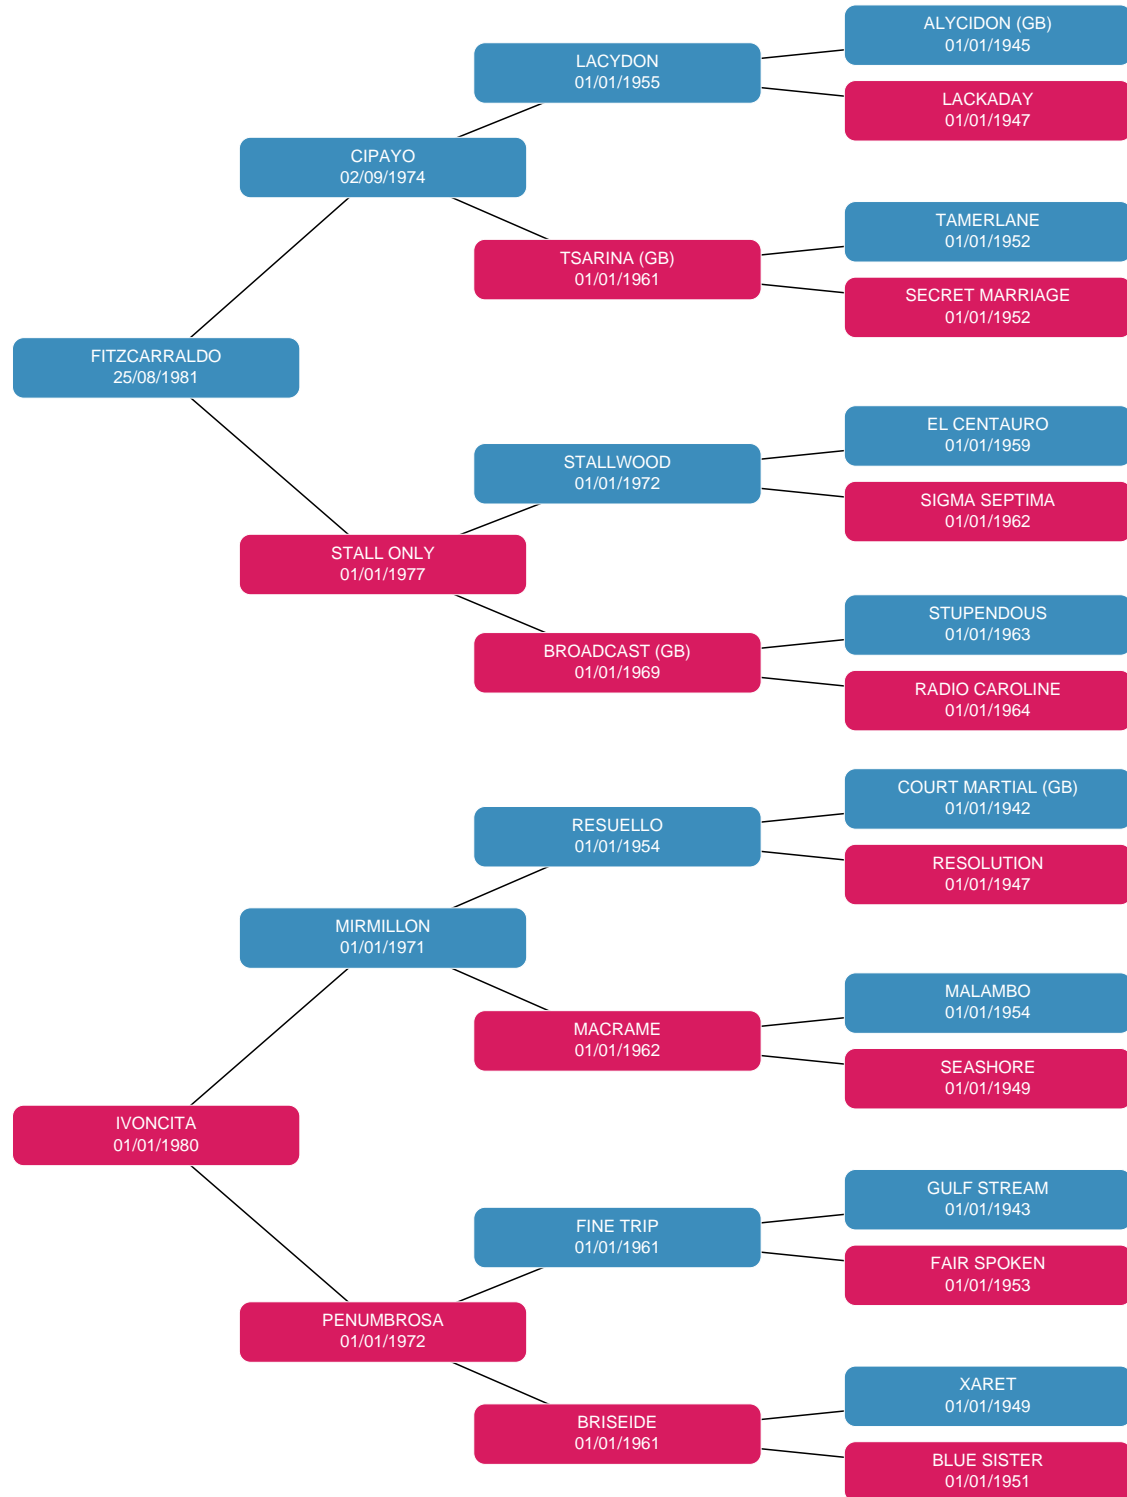 ALYCIDON (GB)
01/01/1945
LACYDON
01/01/1955
LACKADAY
01/01/1947
CIPAYO
02/09/1974
TAMERLANE
01/01/1952
TSARINA (GB)
01/01/1961
SECRET MARRIAGE
01/01/1952
FITZCARRALDO
25/08/1981
EL CENTAURO
01/01/1959
STALLWOOD
01/01/1972
SIGMA SEPTIMA
01/01/1962
STALL ONLY
01/01/1977
STUPENDOUS
01/01/1963
BROADCAST (GB)
01/01/1969
RADIO CAROLINE
01/01/1964
COURT MARTIAL (GB)
01/01/1942
RESUELLO
01/01/1954
RESOLUTION
01/01/1947
MIRMILLON
01/01/1971
MALAMBO
01/01/1954
MACRAME
01/01/1962
SEASHORE
01/01/1949
IVONCITA
01/01/1980
GULF STREAM
01/01/1943
FINE TRIP
01/01/1961
FAIR SPOKEN
01/01/1953
PENUMBROSA
01/01/1972
XARET
01/01/1949
BRISEIDE
01/01/1961
BLUE SISTER
01/01/1951